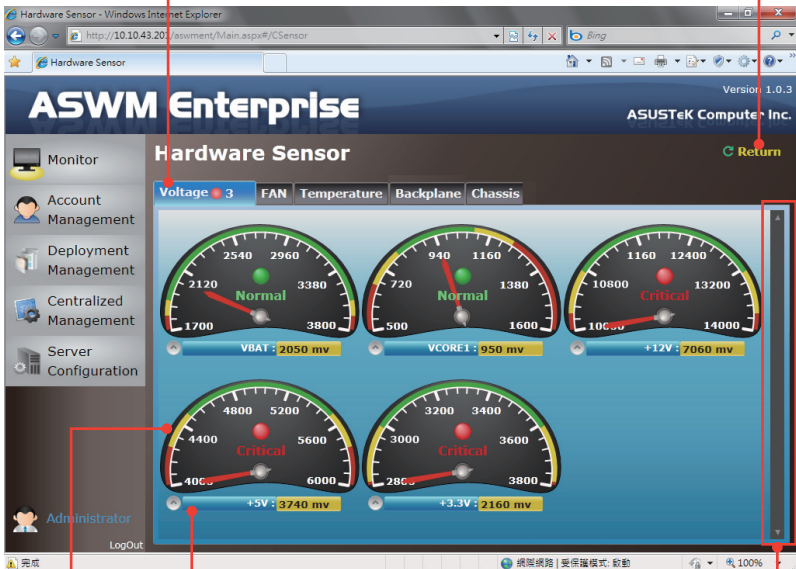 Hardware Sensor - Windows Internet Explorer
http://10.10.43.201/aswment/Main.aspx#/CSensor
Bing
Hardware Sensor
ASWM Enterprise
Version 1.0.3
ASUSTeK Computer Inc.
Monitor
Account Management
Deployment Management
Centralized Management
Server Configuration
Administrator
LogOut
Hardware Sensor
Return
Voltage 3 FAN Temperature Backplane Chassis
1700 2120 2540 2960 3380 3800
Normal
VBAT : 2050 mv
500 720 940 1160 1380 1600
Normal
VCORE1 : 950 mv
10800 1160 12400 13200 14000
Critical
+12V : 7060 mv
4400 4800 5200 5600 6000
Critical
+5V : 3740 mv
3000 3200 3400 3600 3800
Critical
+3.3V : 2160 mv
完成
網際網路 | 受保護模式: 啟動
100%